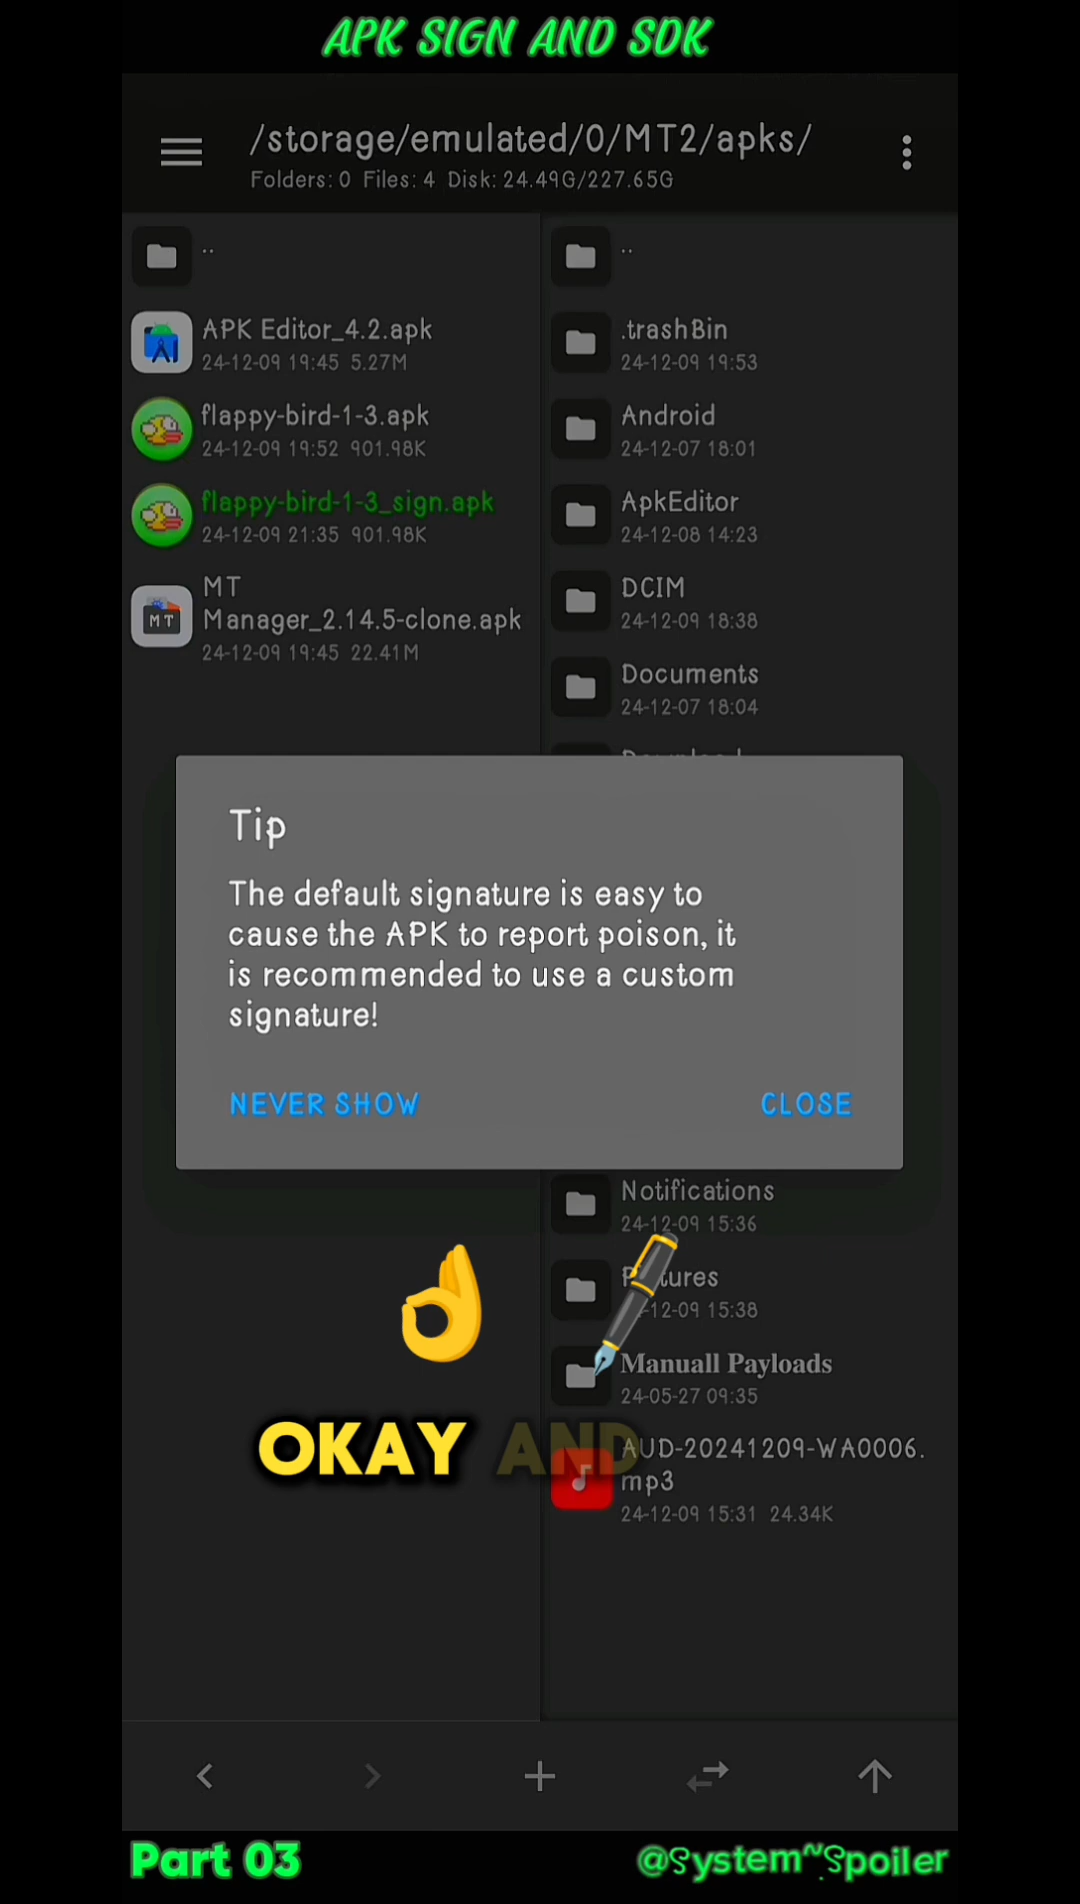 APK SIGN AND SDK
/storage/emulated/0/MT2/apks/
Folders: 0 Files: 4 Disk: 24.49G/227.65G
..
APK Editor_4.2.apk
24-12-09 19:45 5.27M
flappy-bird-1-3.apk
24-12-09 19:52 901.98K
flappy-bird-1-3_sign.apk
24-12-09 21:35 901.98K
MT
Manager_2.14.5-clone.apk
24-12-09 19:45 22.41M
..
.trashBin
24-12-09 19:53
Android
24-12-07 18:01
ApkEditor
24-12-08 14:23
DCIM
24-12-09 18:38
Documents
24-12-07 18:04
Tip
The default signature is easy to
cause the APK to report poison, it
is recommended to use a custom
signature!
NEVER SHOW
CLOSE
Notifications
24-12-09 15:36
Pictures
-12-09 15:38
Manuall Payloads
24-05-27 09:35
AUD-20241209-WA0006.
mp3
24-12-09 15:31 24.34K
OKAY AND
Part 03
@System~Spoiler